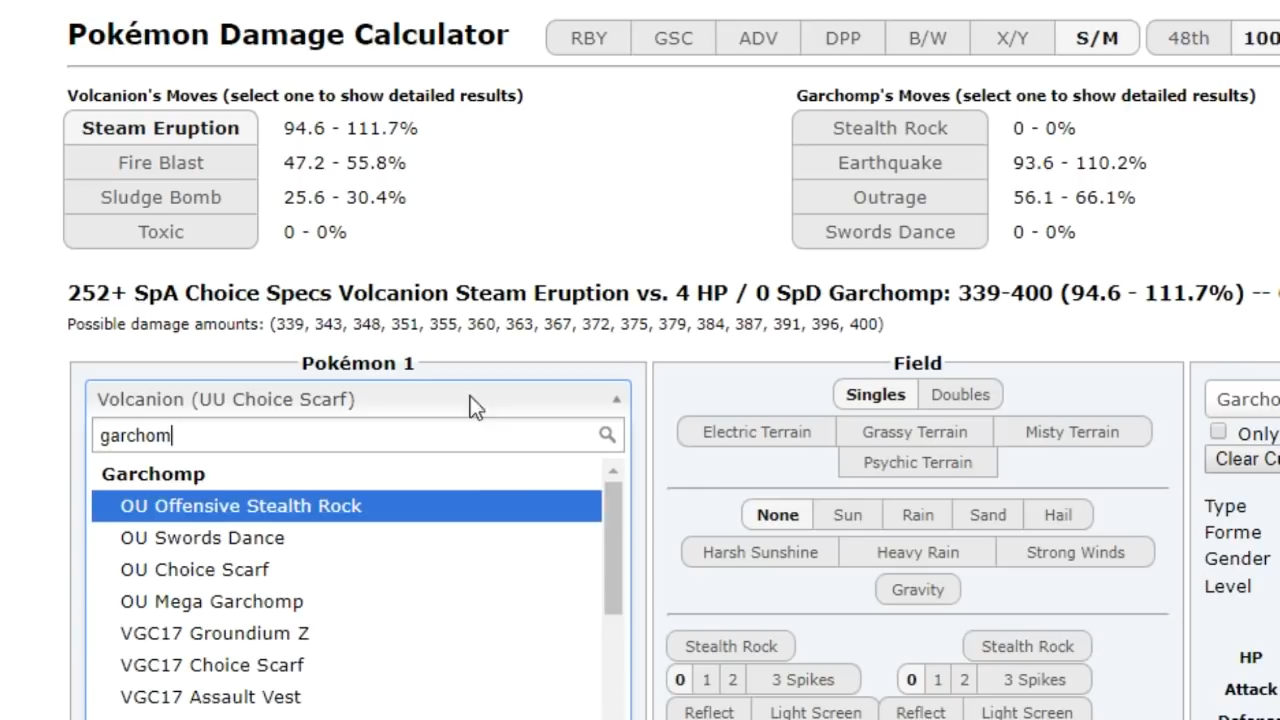 Pokémon Damage Calculator
RBY GSC ADV DPP B/W X/Y S/M 48th 100
Volcanion's Moves (select one to show detailed results)
Steam Eruption 94.6 - 111.7%
Fire Blast 47.2 - 55.8%
Sludge Bomb 25.6 - 30.4%
Toxic 0 - 0%
Garchomp's Moves (select one to show detailed results)
Stealth Rock 0 - 0%
Earthquake 93.6 - 110.2%
Outrage 56.1 - 66.1%
Swords Dance 0 - 0%
252+ SpA Choice Specs Volcanion Steam Eruption vs. 4 HP / 0 SpD Garchomp: 339-400 (94.6 - 111.7%) --
Possible damage amounts: (339, 343, 348, 351, 355, 360, 363, 367, 372, 375, 379, 384, 387, 391, 396, 400)
Pokémon 1
Volcanion (UU Choice Scarf)
garchom
Garchomp
OU Offensive Stealth Rock
OU Swords Dance
OU Choice Scarf
OU Mega Garchomp
VGC17 Groundium Z
VGC17 Choice Scarf
VGC17 Assault Vest
Field
Singles Doubles
Electric Terrain Grassy Terrain Misty Terrain
Psychic Terrain
None Sun Rain Sand Hail
Harsh Sunshine Heavy Rain Strong Winds
Gravity
Stealth Rock Stealth Rock
0 1 2 3 Spikes 0 1 2 3 Spikes
Reflect Light Screen Reflect Light Screen
Garcho
Only
Clear Cu
Type
Forme
Gender
Level
HP
Attack